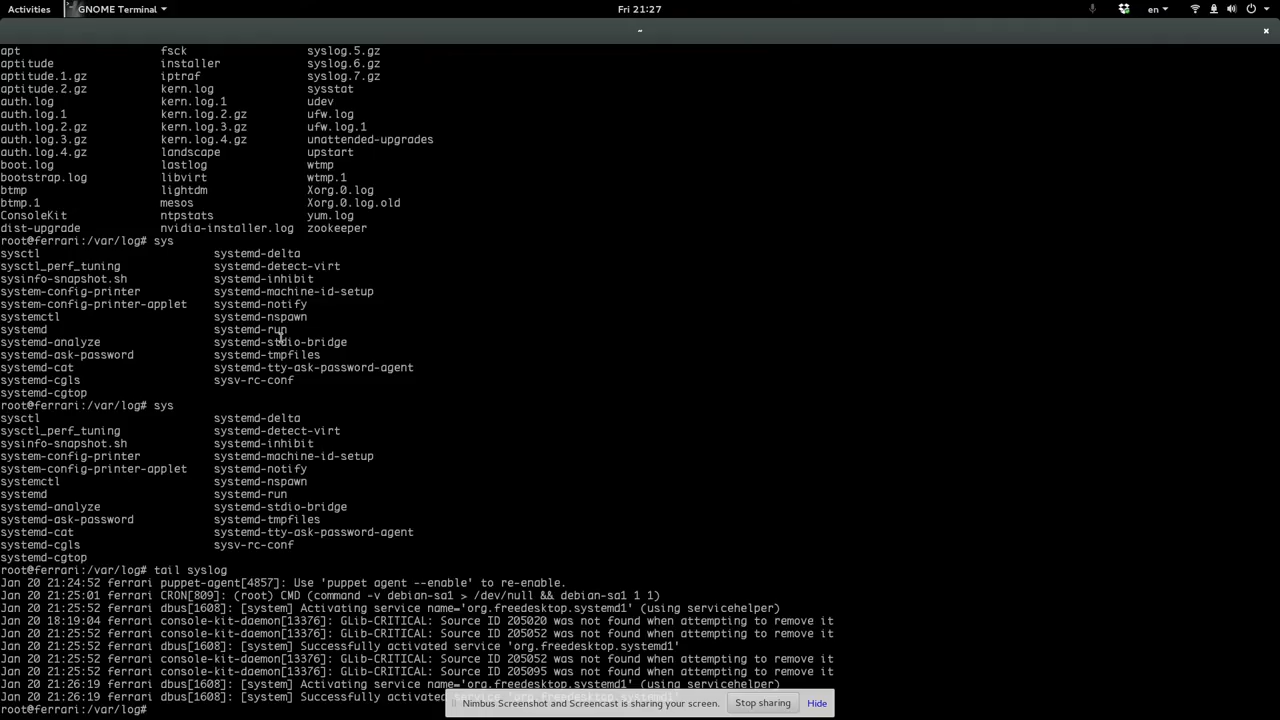 Activities GNOME Terminal Fri 21:27 en
~
apt fsck syslog.5.gz
aptitude installer syslog.6.gz
aptitude.1.gz iptraf syslog.7.gz
aptitude.2.gz kern.log sysstat
auth.log kern.log.1 udev
auth.log.1 kern.log.2.gz ufw.log
auth.log.2.gz kern.log.3.gz ufw.log.1
auth.log.3.gz kern.log.4.gz unattended-upgrades
auth.log.4.gz landscape upstart
boot.log lastlog wtmp
bootstrap.log libvirt wtmp.1
btmp lightdm Xorg.0.log
btmp.1 mesos Xorg.0.log.old
ConsoleKit ntpstats yum.log
dist-upgrade nvidia-installer.log zookeeper
root@ferrari:/var/log# sys
sysctl systemd-delta
sysctl_perf_tuning systemd-detect-virt
sysinfo-snapshot.sh systemd-inhibit
system-config-printer systemd-machine-id-setup
system-config-printer-applet systemd-notify
systemctl systemd-nspawn
systemd systemd-run
systemd-analyze systemd-stdio-bridge
systemd-ask-password systemd-tmpfiles
systemd-cat systemd-tty-ask-password-agent
systemd-cgls sysv-rc-conf
systemd-cgtop
root@ferrari:/var/log# sys
sysctl systemd-delta
sysctl_perf_tuning systemd-detect-virt
sysinfo-snapshot.sh systemd-inhibit
system-config-printer systemd-machine-id-setup
system-config-printer-applet systemd-notify
systemctl systemd-nspawn
systemd systemd-run
systemd-analyze systemd-stdio-bridge
systemd-ask-password systemd-tmpfiles
systemd-cat systemd-tty-ask-password-agent
systemd-cgls sysv-rc-conf
systemd-cgtop
root@ferrari:/var/log# tail syslog
Jan 20 21:24:52 ferrari puppet-agent[4857]: Use 'puppet agent --enable' to re-enable.
Jan 20 21:25:01 ferrari CRON[809]: (root) CMD (command -v debian-sa1 > /dev/null && debian-sa1 1 1)
Jan 20 21:25:52 ferrari dbus[1608]: [system] Activating service name='org.freedesktop.systemd1' (using servicehelper)
Jan 20 18:19:04 ferrari console-kit-daemon[13376]: GLib-CRITICAL: Source ID 205020 was not found when attempting to remove it
Jan 20 21:25:52 ferrari console-kit-daemon[13376]: GLib-CRITICAL: Source ID 205052 was not found when attempting to remove it
Jan 20 21:25:52 ferrari dbus[1608]: [system] Successfully activated service 'org.freedesktop.systemd1'
Jan 20 21:25:52 ferrari console-kit-daemon[13376]: GLib-CRITICAL: Source ID 205052 was not found when attempting to remove it
Jan 20 21:25:52 ferrari console-kit-daemon[13376]: GLib-CRITICAL: Source ID 205095 was not found when attempting to remove it
Jan 20 21:26:19 ferrari dbus[1608]: [system] Activating service name='org.freedesktop.systemd1' (using servicehelper)
Jan 20 21:26:19 ferrari dbus[1608]: [system] Successfully activated service 'org.freedesktop.systemd1'
root@ferrari:/var/log#
Nimbus Screenshot and Screencast is sharing your screen. Stop sharing Hide